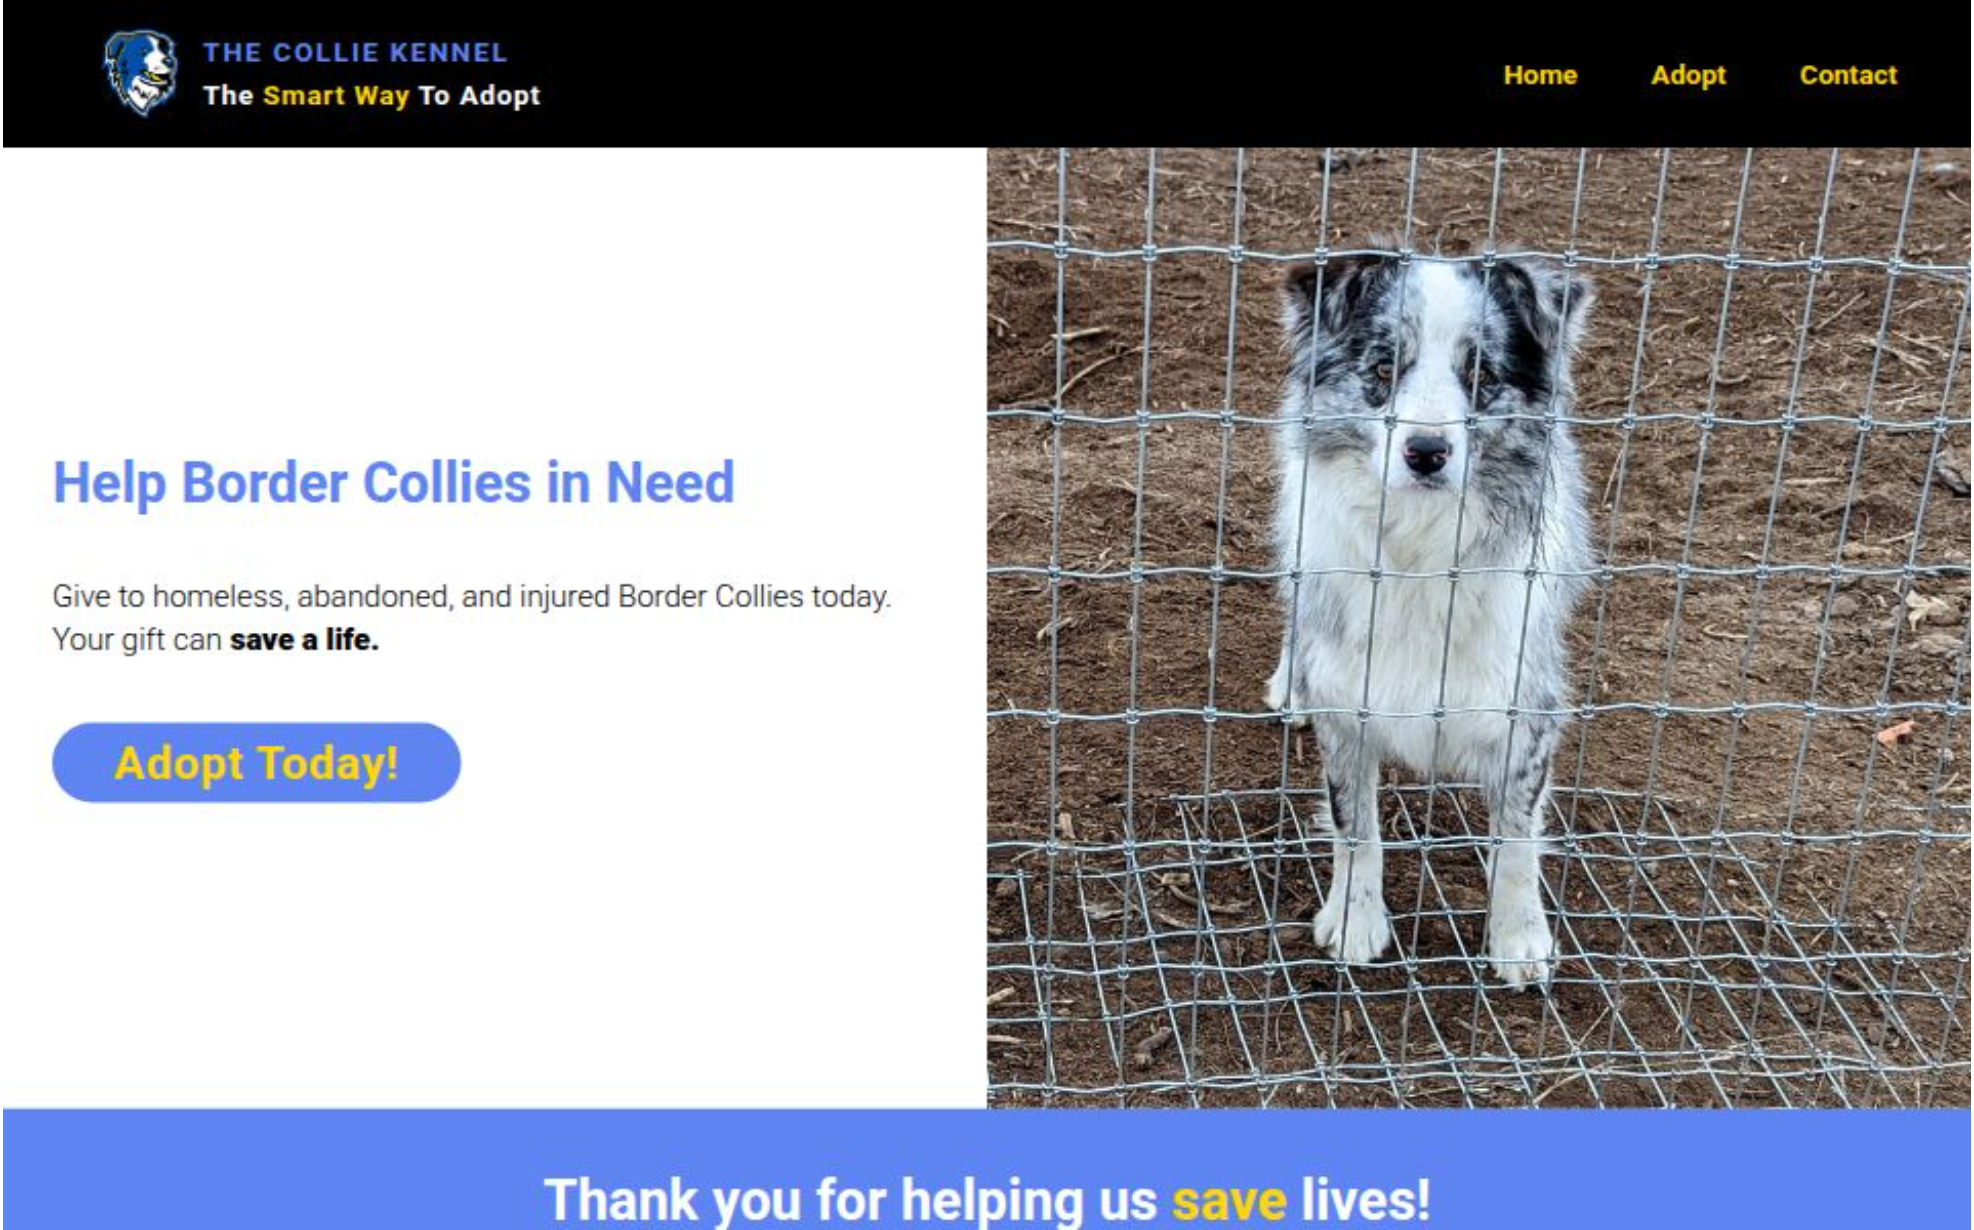 THE COLLIE KENNEL
The Smart Way To Adopt
Home Adopt Contact
Help Border Collies in Need
Give to homeless, abandoned, and injured Border Collies today.
Your gift can save a life.
Adopt Today!
Thank you for helping us save lives!